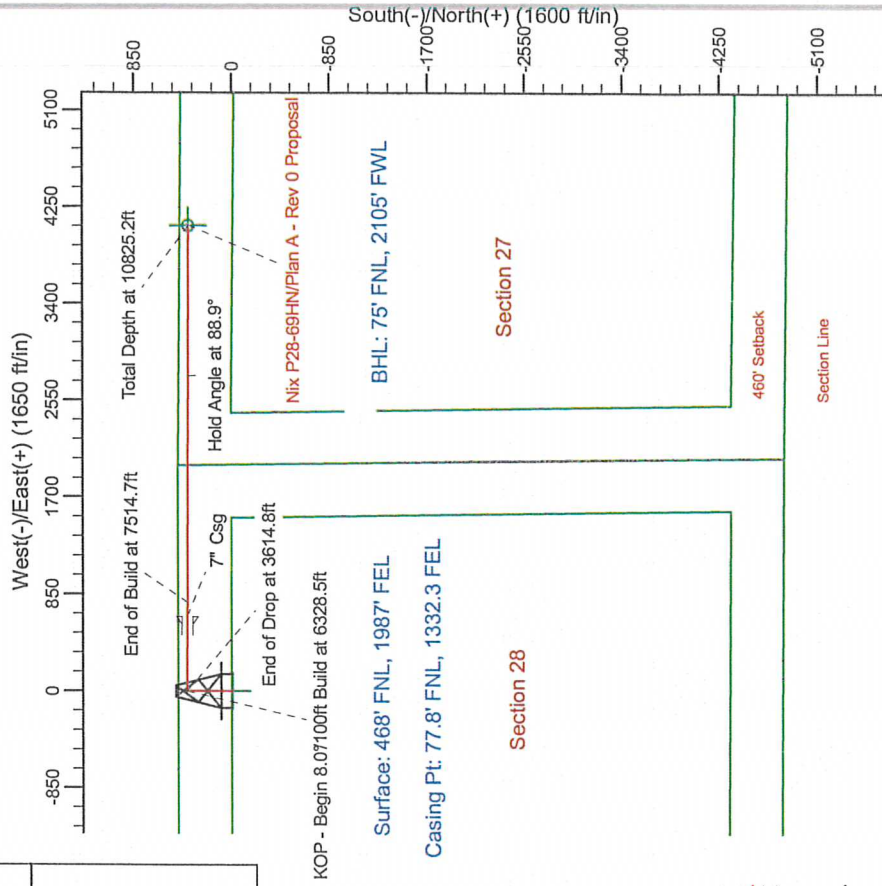 South(-)/North(+) (1600 ft/in)
850
0
-850
-1700
-2550
-3400
-4250
-5100
West(-)/East(+) (1650 ft/in)
5100
4250
3400
2550
1700
850
0
-850
Total Depth at 10825.2ft
Nix P28-69HN/Plan A - Rev 0 Proposal
Hold Angle at 88.9°
BHL: 75' FNL, 2105' FWL
Section 27
460' Setback
Section Line
End of Build at 7514.7ft
7" Csg
End of Drop at 3614.8ft
KOP - Begin 8.0?/100ft Build at 6328.5ft
Surface: 468' FNL, 1987' FEL
Casing Pt: 77.8' FNL, 1332.3 FEL
Section 28